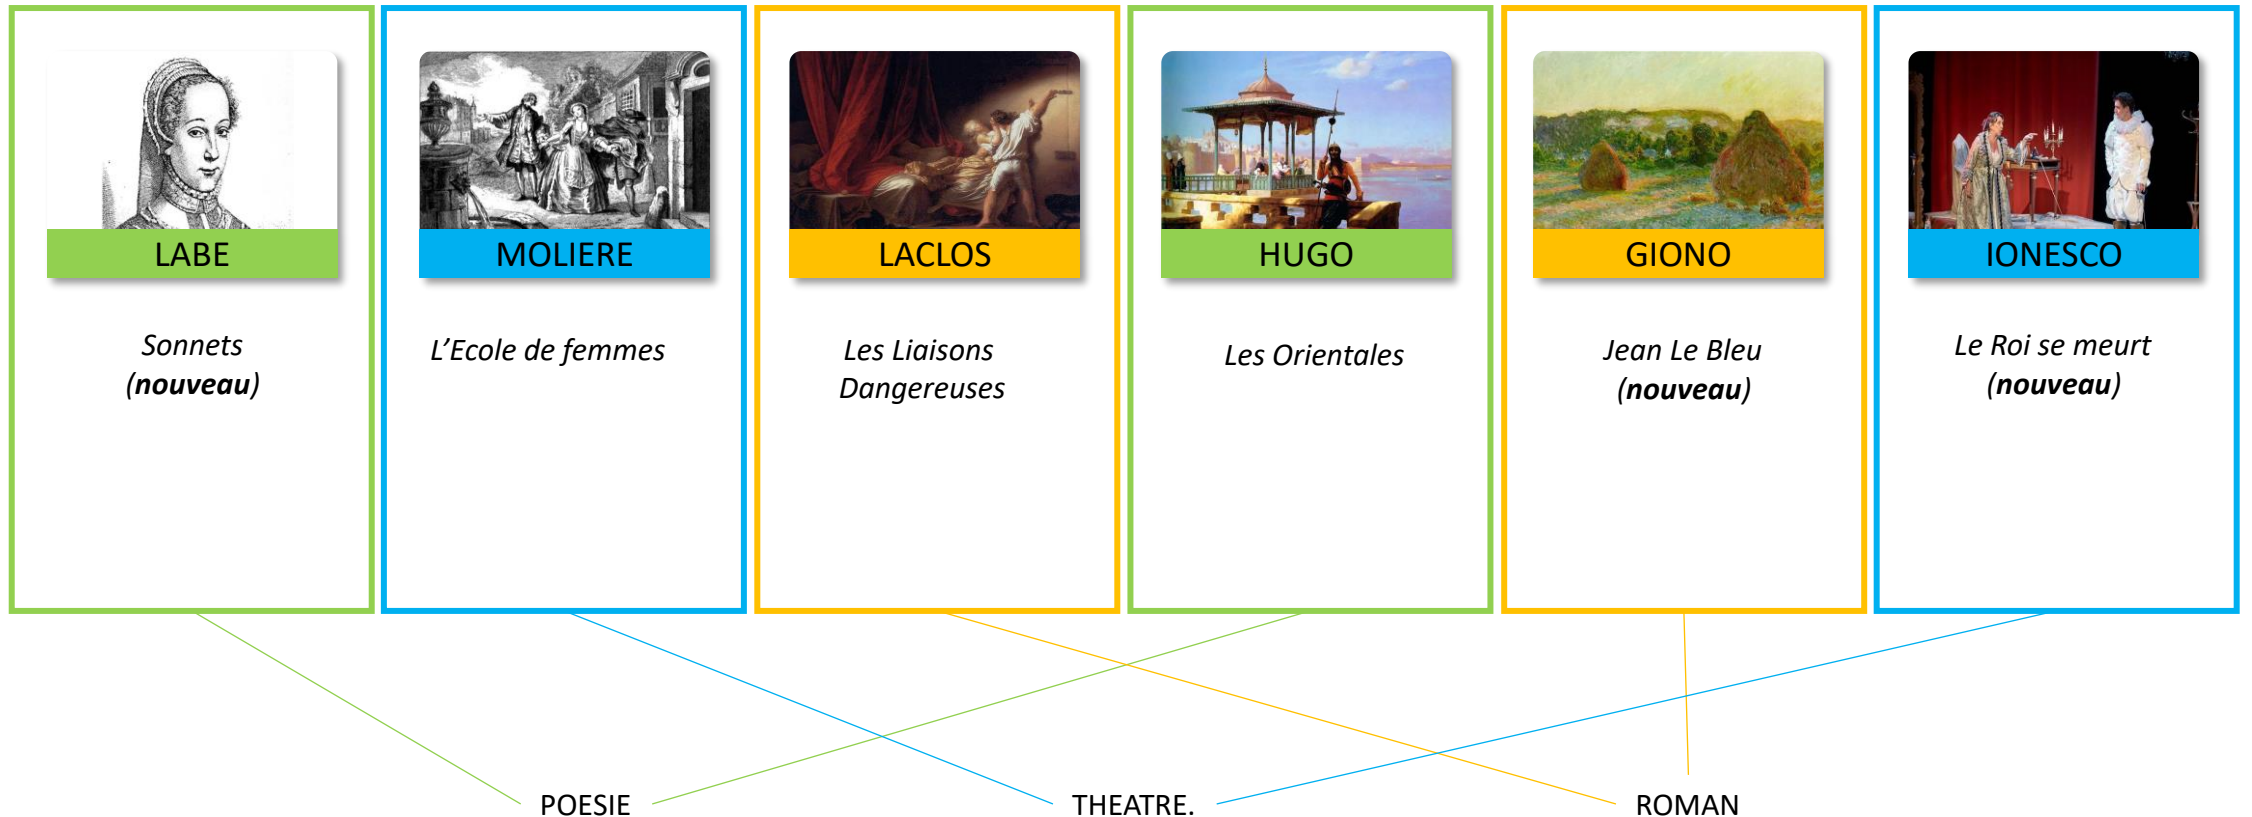 LABE
Sonnets
(nouveau)
MOLIERE
L'Ecole de femmes
LACLOS
Les Liaisons
Dangereuses
HUGO
Les Orientales
GIONO
Jean Le Bleu
(nouveau)
IONESCO
Le Roi se meurt
(nouveau)
POESIE
THEATRE.
ROMAN